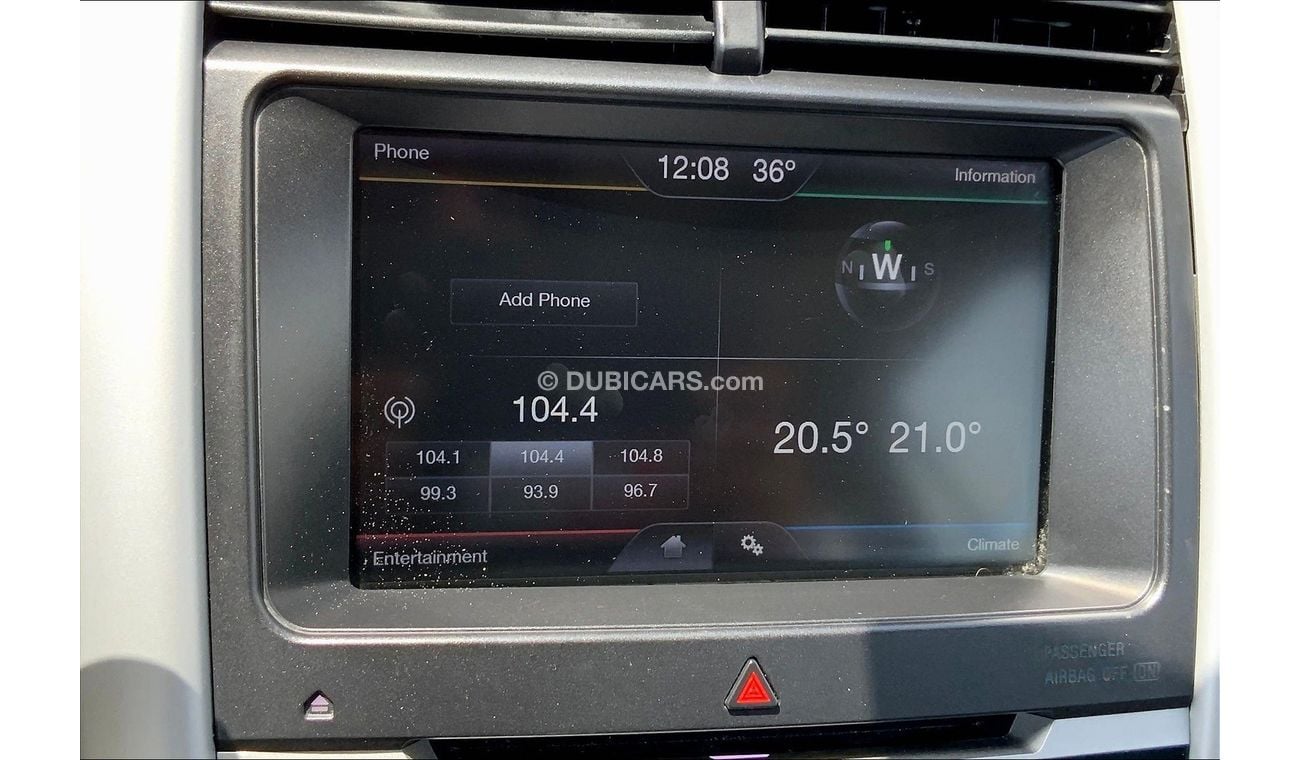 Phone
12:08 36°
Information
N W S
Add Phone
© DUBICARS.com
104.4
20.5° 21.0°
104.1 104.4 104.8
99.3 93.9 96.7
Entertainment
Climate
PASSENGER
AIRBAG OFF ON